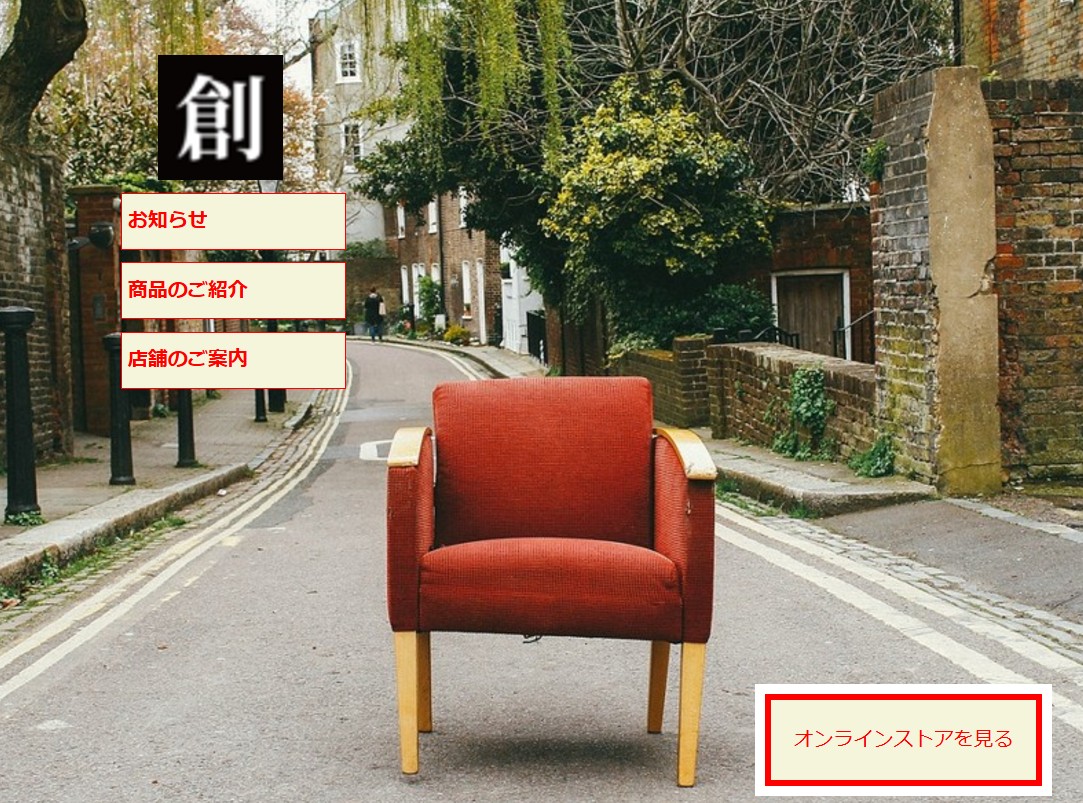 創
お知らせ
商品のご紹介
店舗のご案内
オンラインストアを見る